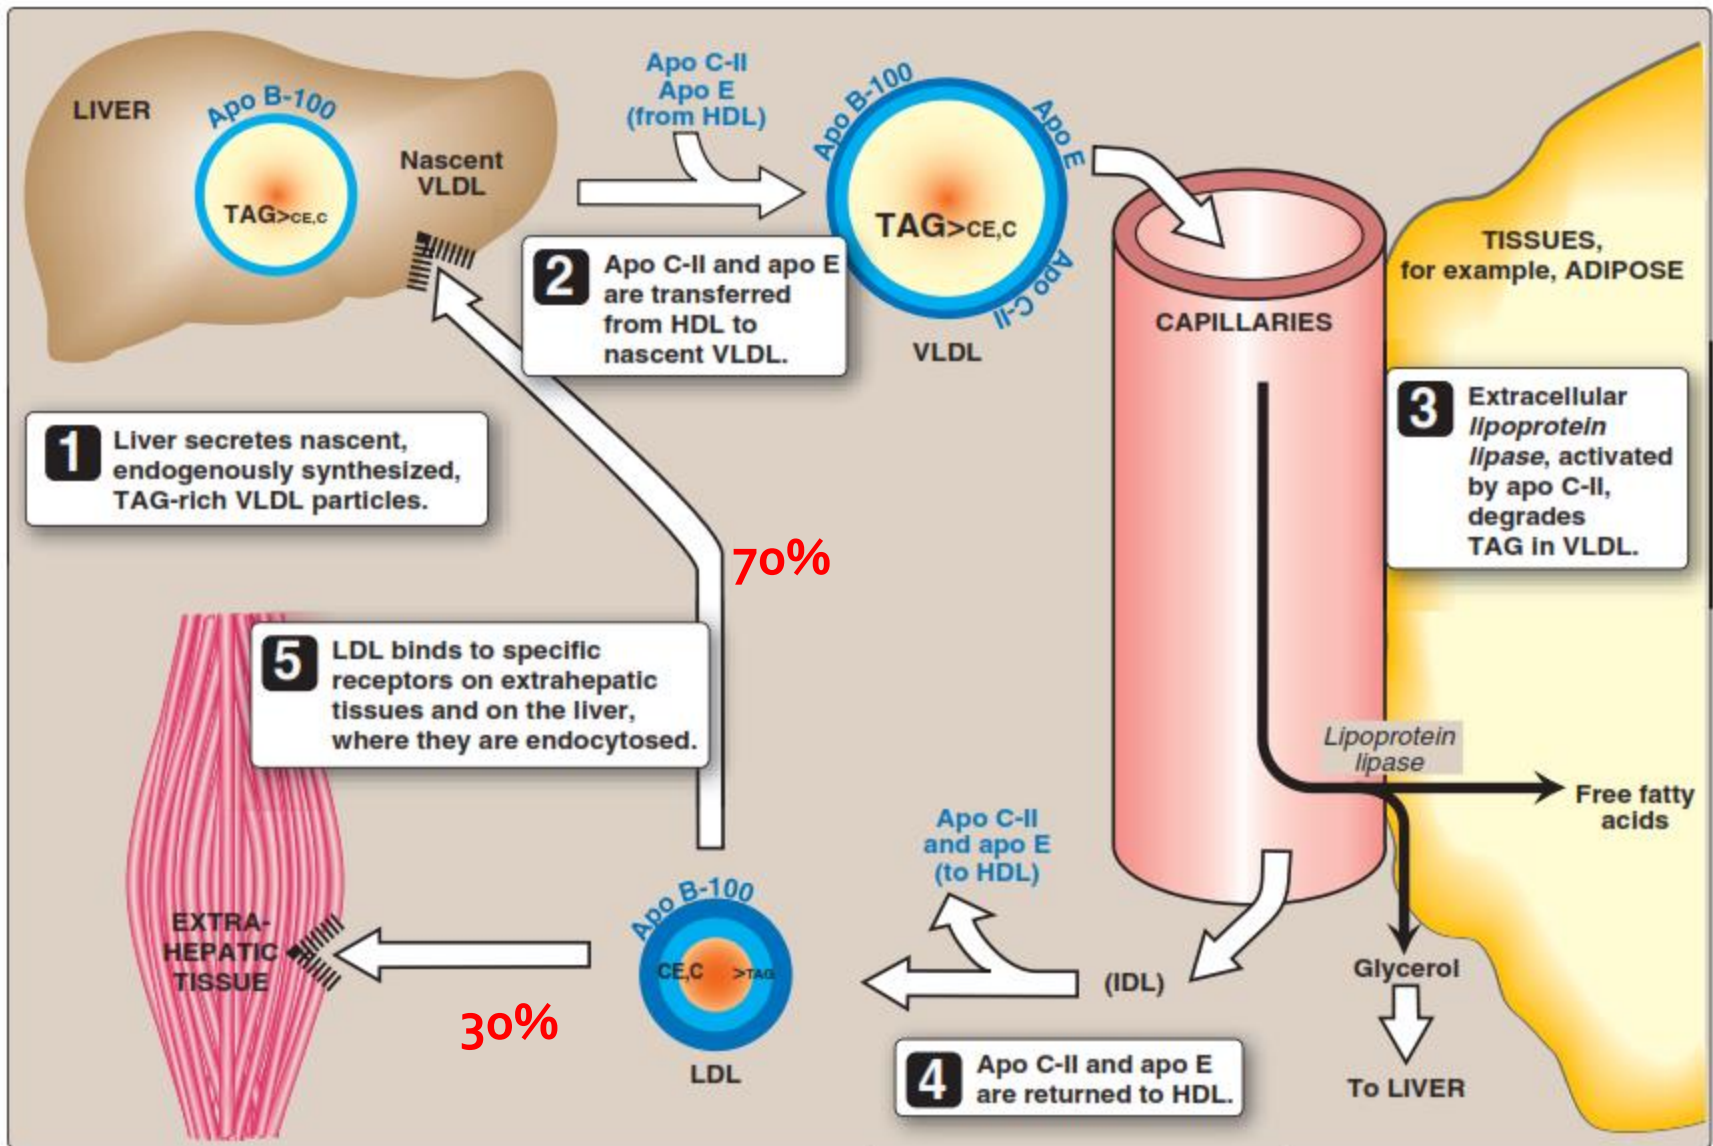 LIVER
Apo B-100
Nascent
VLDL
TAG>CE,C
Apo C-II
Apo E
(from HDL)
Apo B-100
Apo E
Apo C-II
TAG>CE,C
VLDL
2 Apo C-II and apo E
are transferred
from HDL to
nascent VLDL.
CAPILLARIES
TISSUES,
for example, ADIPOSE
1 Liver secretes nascent,
endogenously synthesized,
TAG-rich VLDL particles.
3 Extracellular
lipoprotein
lipase, activated
by apo C-II,
degrades
TAG in VLDL.
70%
5 LDL binds to specific
receptors on extrahepatic
tissues and on the liver,
where they are endocytosed.
Lipoprotein
lipase
Free fatty
acids
Glycerol
To LIVER
(IDL)
Apo C-II
and apo E
(to HDL)
4 Apo C-II and apo E
are returned to HDL.
Apo B-100
CE,C >TAG
LDL
30%
EXTRA-
HEPATIC
TISSUE